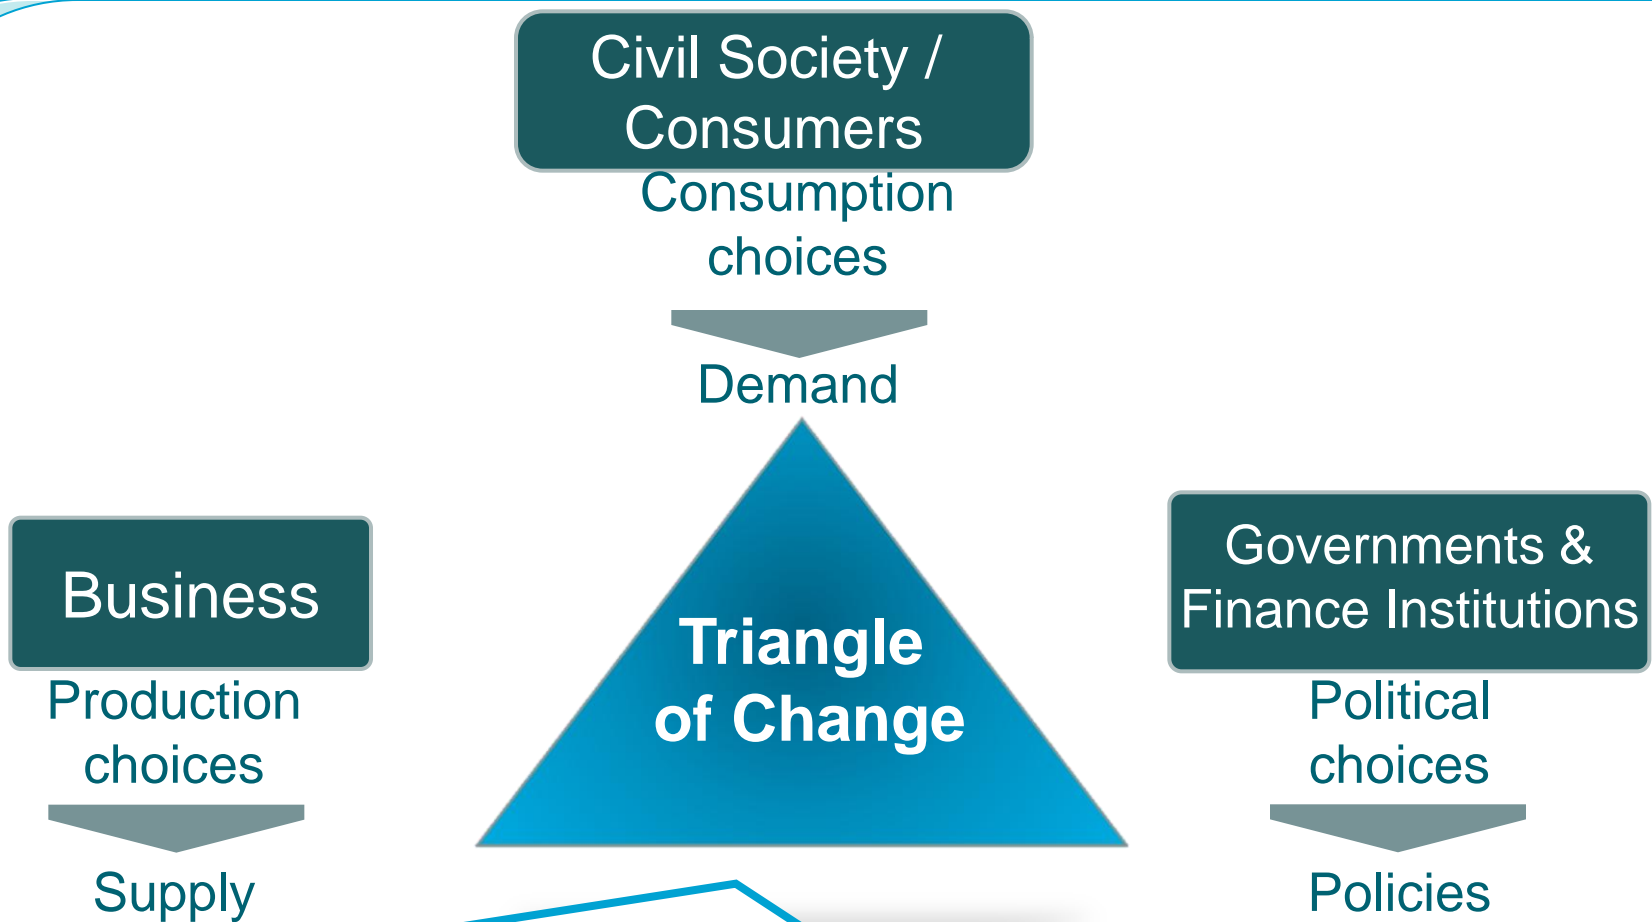 Civil Society /
Consumers
Consumption
choices
Demand
Business
Production
choices
Supply
Triangle
of Change
Governments &
Finance Institutions
Political
choices
Policies